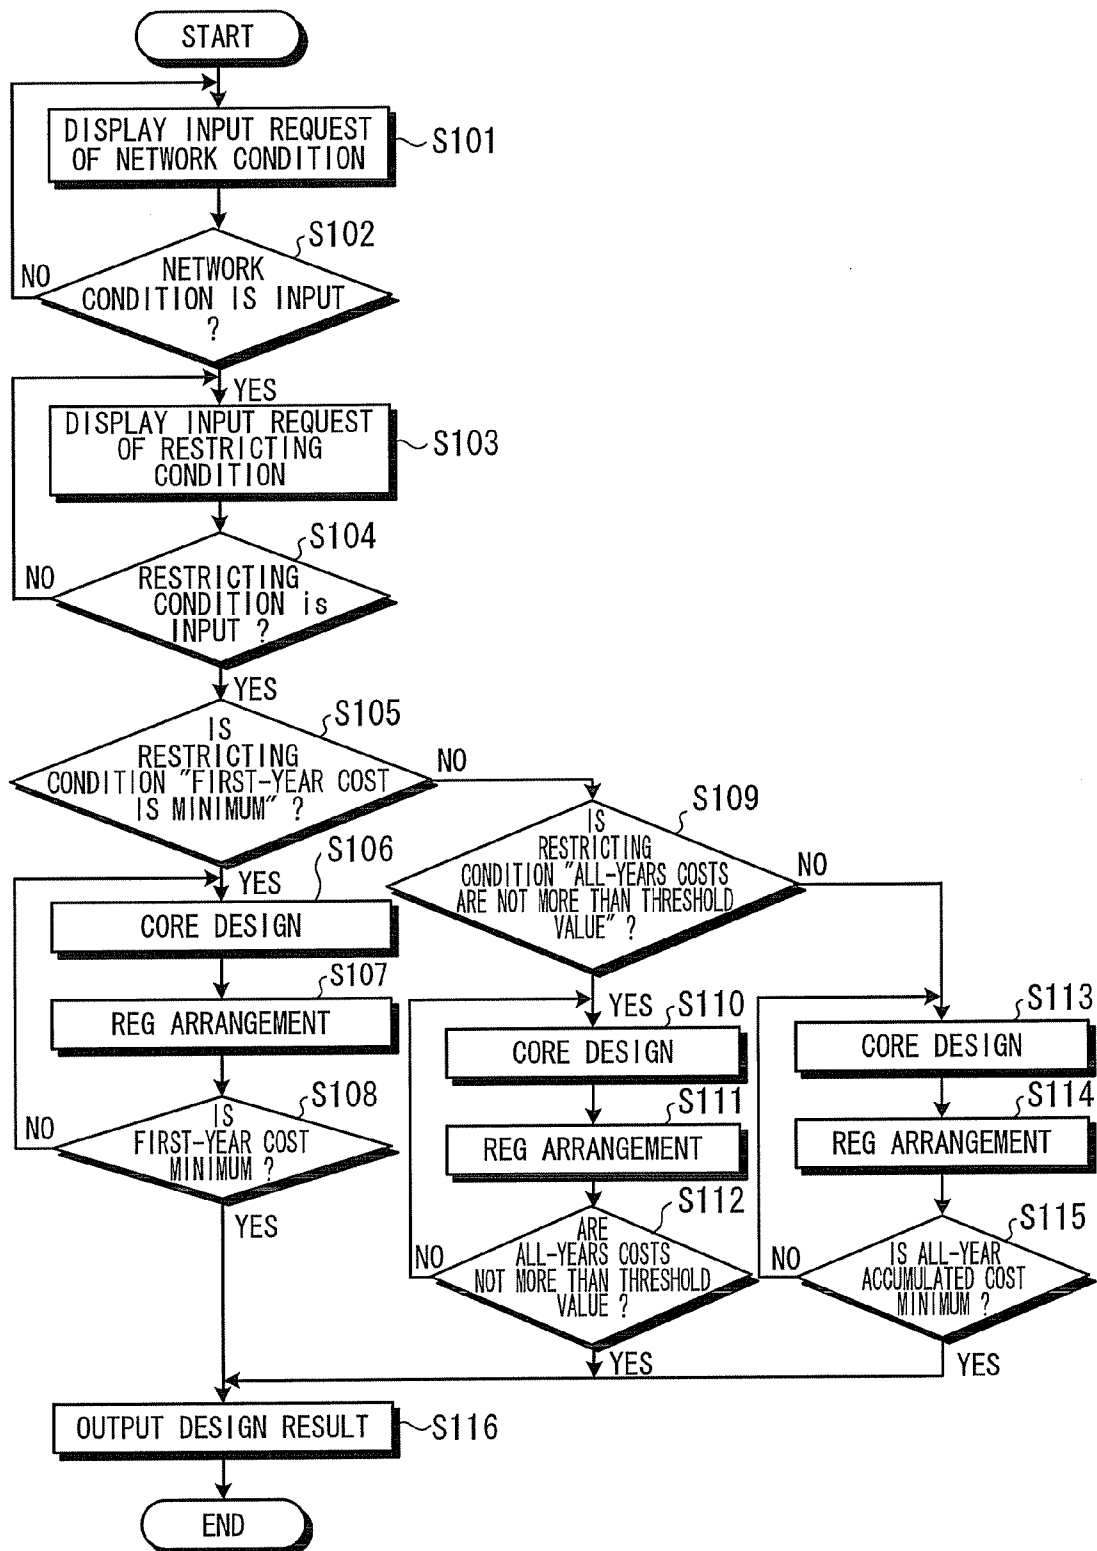 START
DISPLAY INPUT REQUEST
OF NETWORK CONDITION
S101
S102
NO
NETWORK
CONDITION IS INPUT
?
YES
DISPLAY INPUT REQUEST
OF RESTRICTING
CONDITION
S103
S104
NO
RESTRICTING
CONDITION is
INPUT ?
YES
S105
IS
RESTRICTING
CONDITION "FIRST-YEAR COST
IS MINIMUM" ?
NO
S109
IS
RESTRICTING
CONDITION "ALL-YEARS COSTS
ARE NOT MORE THAN THRESHOLD
VALUE" ?
NO
YES
S106
CORE DESIGN
S107
REG ARRANGEMENT
S108
NO
IS
FIRST-YEAR COST
MINIMUM ?
YES
YES
S110
CORE DESIGN
S111
REG ARRANGEMENT
S112
NO
ARE
ALL-YEARS COSTS
NOT MORE THAN THRESHOLD
VALUE ?
YES
S113
CORE DESIGN
S114
REG ARRANGEMENT
S115
NO
IS ALL-YEAR
ACCUMULATED COST
MINIMUM ?
YES
OUTPUT DESIGN RESULT
S116
END